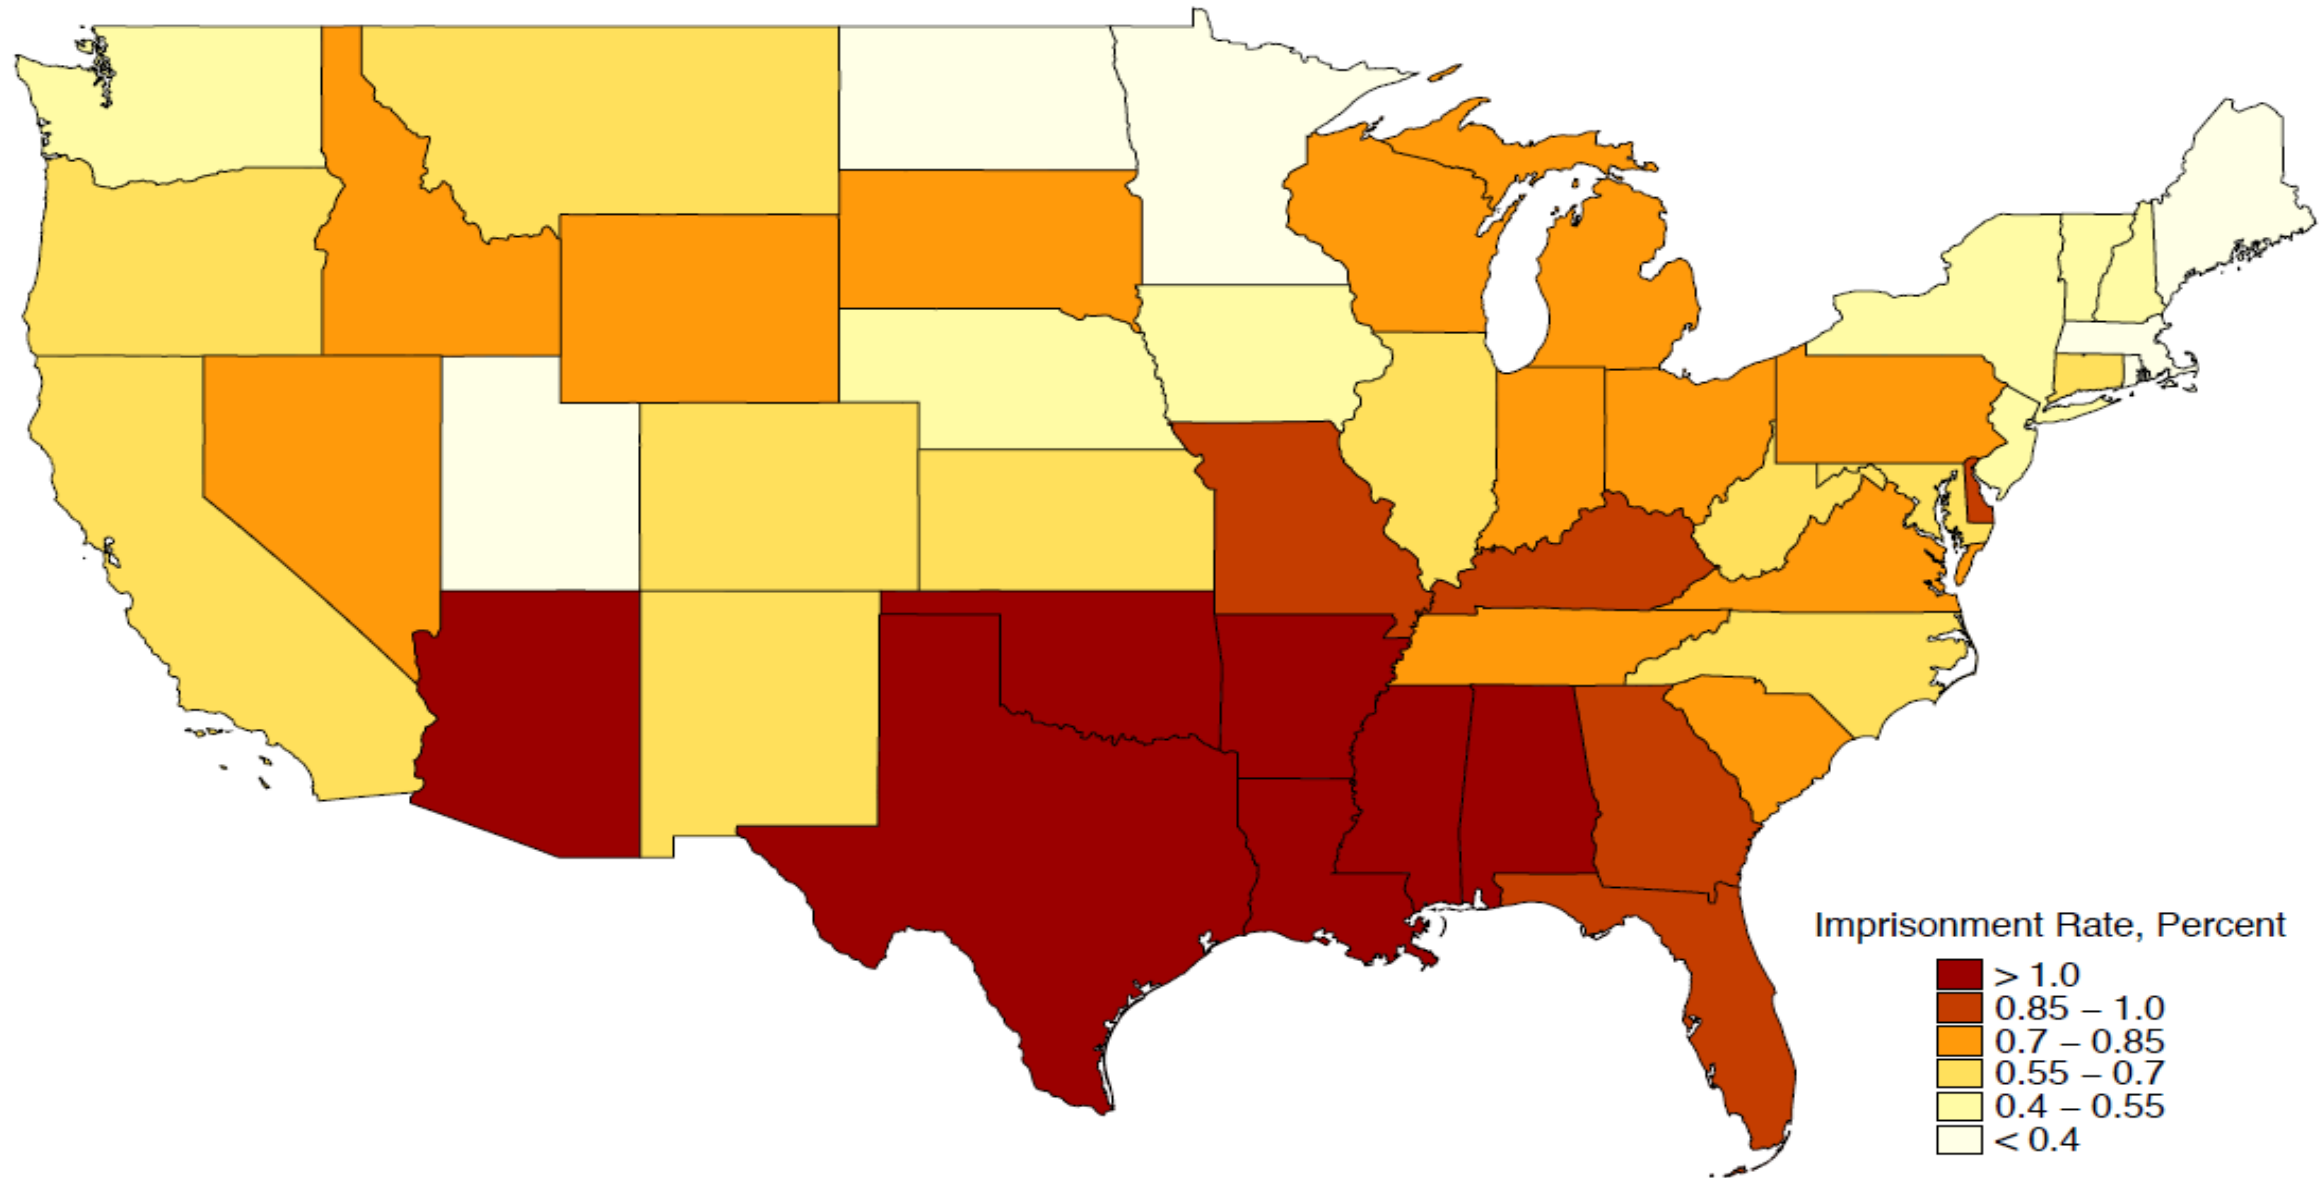 Imprisonment Rate, Percent
> 1.0
0.85 – 1.0
0.7 – 0.85
0.55 – 0.7
0.4 – 0.55
< 0.4